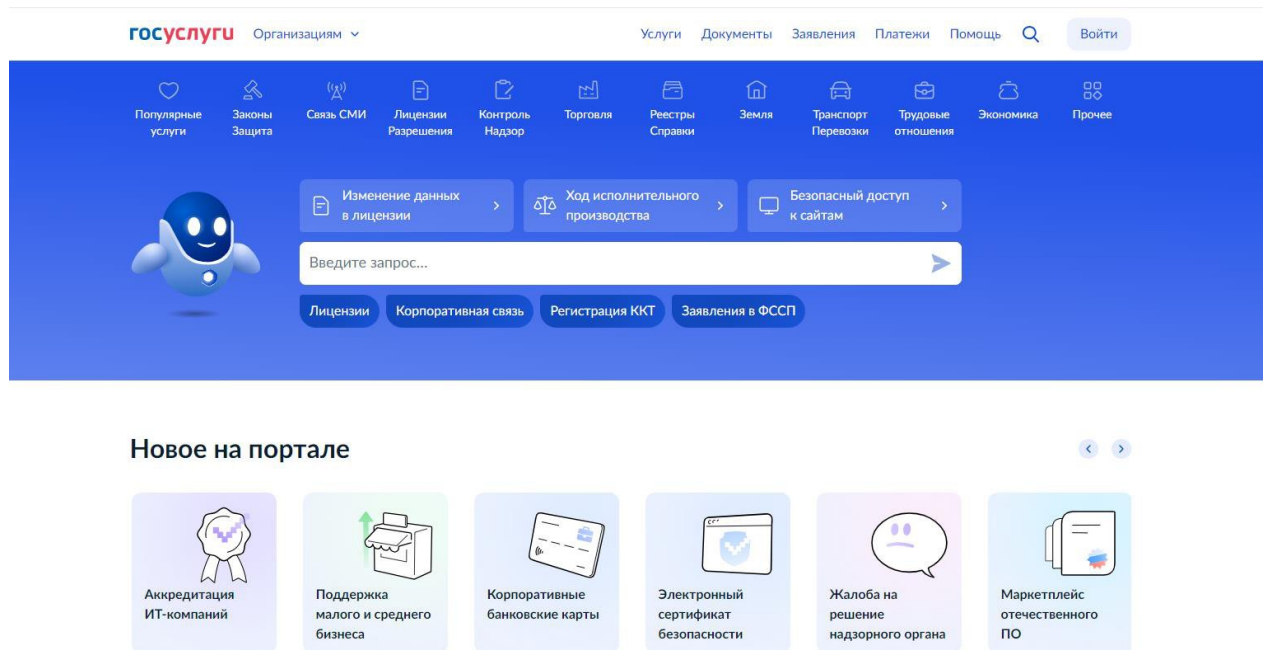 госуслуги Организациям Услуги Документы Заявления Платежи Помощь Войти
Популярные услуги
Законы Защита
Связь СМИ
Лицензии Разрешения
Контроль Надзор
Торговля
Реестры Справки
Земля
Транспорт Перевозки
Трудовые отношения
Экономика
Прочее
Изменение данных
в лицензии
Ход исполнительного
производства
Безопасный доступ
к сайтам
Введите запрос...
Лицензии Корпоративная связь Регистрация ККТ Заявления в ФССП
Новое на портале
Аккредитация
ИТ-компаний
Поддержка
малого и среднего
бизнеса
Корпоративные
банковские карты
Электронный
сертификат
безопасности
Жалоба на
решение
надзорного органа
Маркетплейс
отечественного
ПО